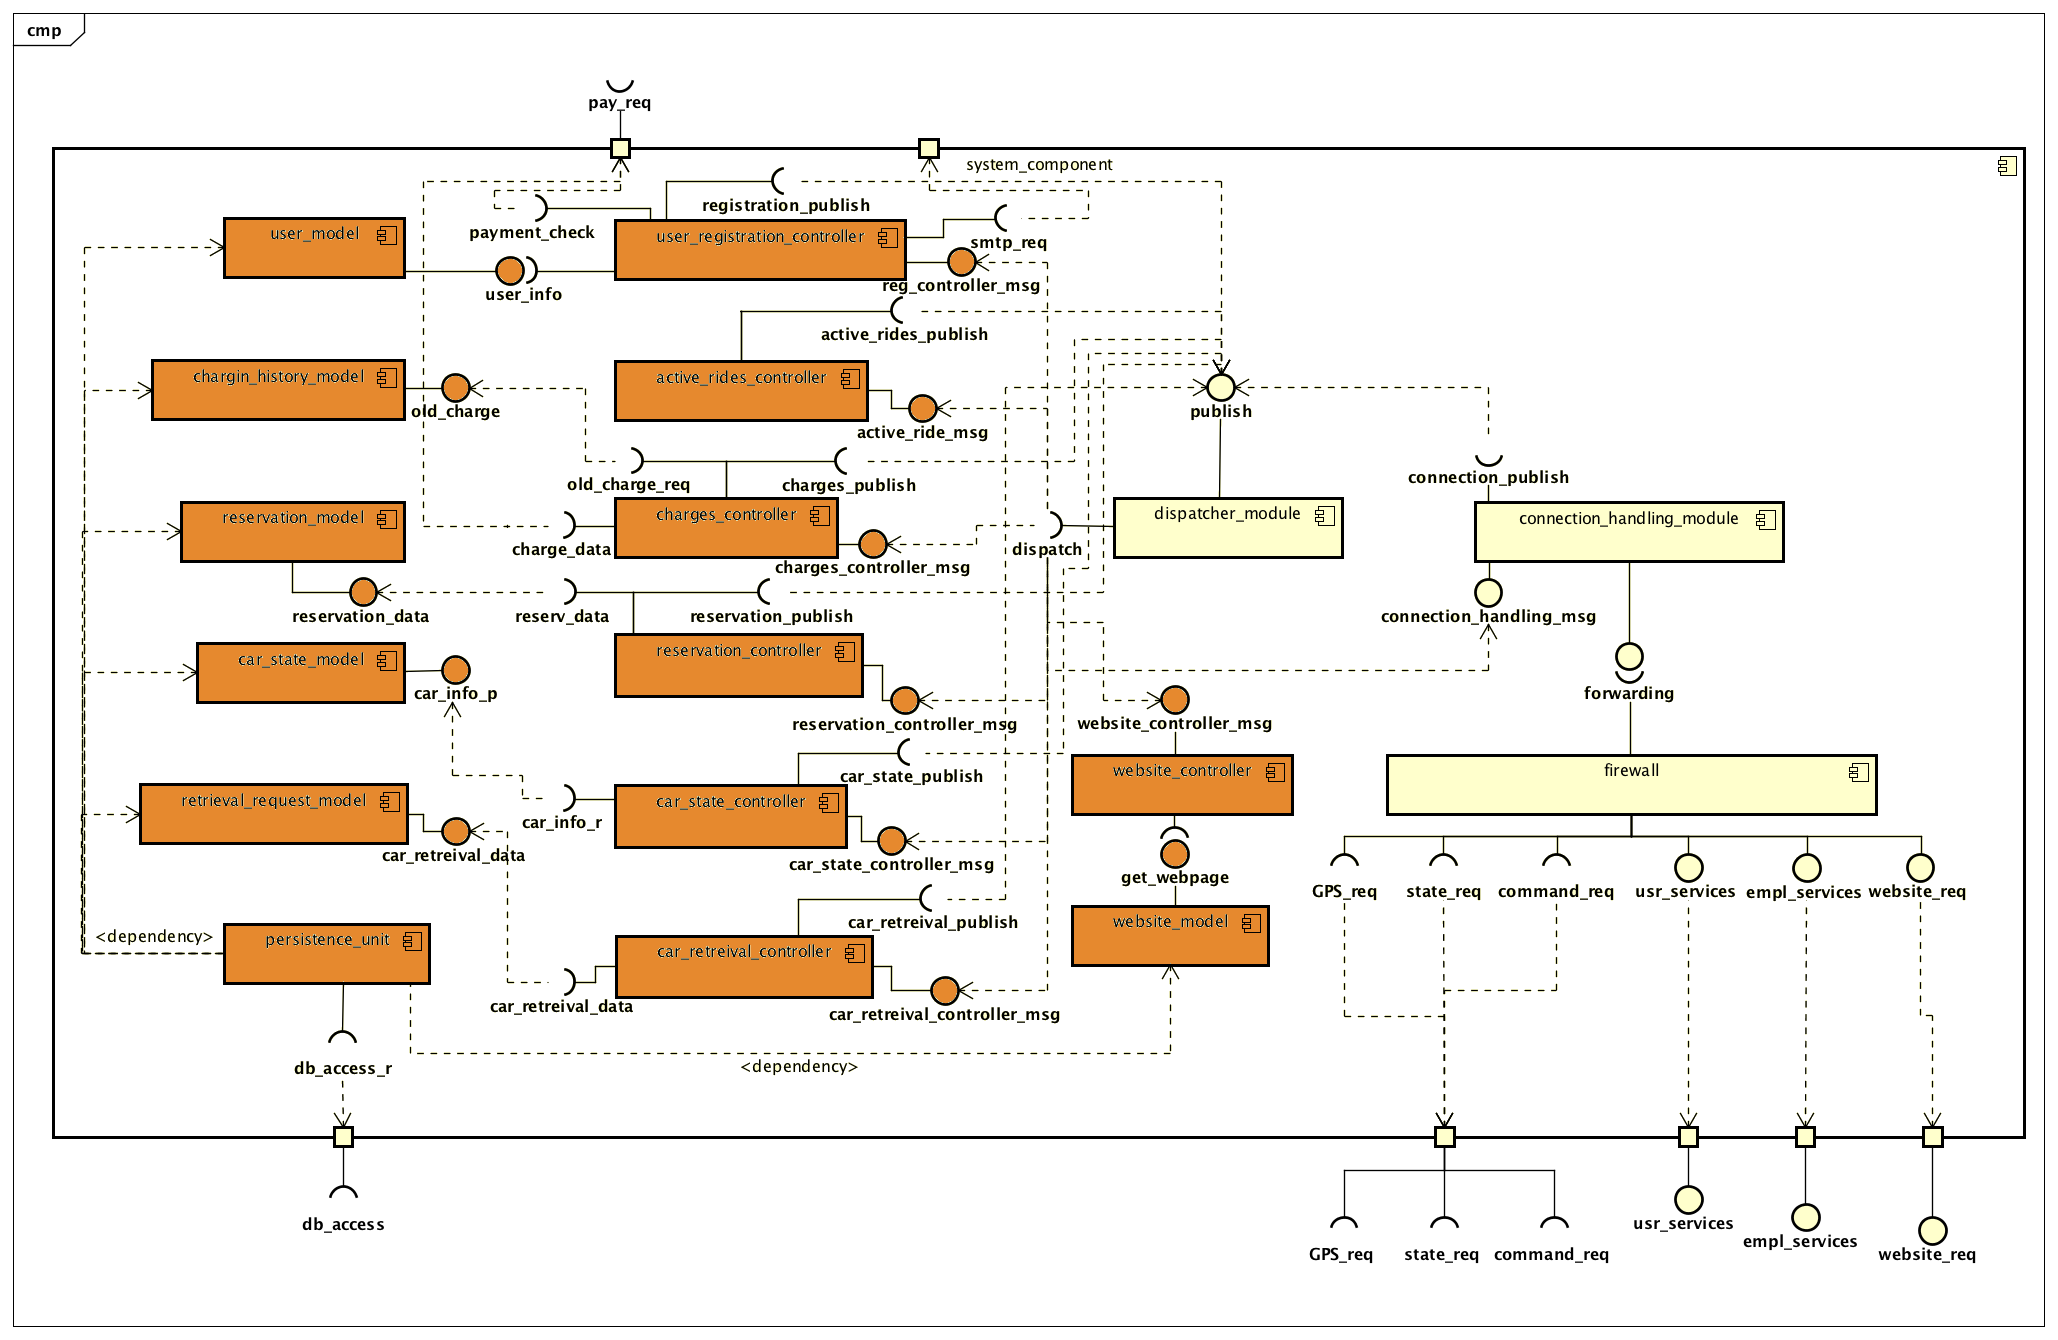 cmp
pay_req
system_component
registration_publish
payment_check
user_model
user_registration_controller
smtp_req
reg_controller_msg
user_info
active_rides_publish
chargin_history_model
active_rides_controller
old_charge
publish
active_ride_msg
connection_publish
old_charge_req
charges_publish
reservation_model
charges_controller
dispatcher_module
connection_handling_module
charge_data
dispatch
charges_controller_msg
reservation_data
reserv_data
reservation_publish
connection_handling_msg
car_state_model
reservation_controller
car_info_p
forwarding
reservation_controller_msg
website_controller_msg
car_state_publish
website_controller
firewall
retrieval_request_model
car_state_controller
car_info_r
car_retreival_data
car_state_controller_msg
get_webpage
GPS_req
state_req
command_req
usr_services
empl_services
website_req
car_retreival_publish
website_model
<dependency>
persistence_unit
car_retreival_controller
car_retreival_data
car_retreival_controller_msg
db_access_r
<dependency>
db_access
usr_services
empl_services
GPS_req
state_req
command_req
website_req